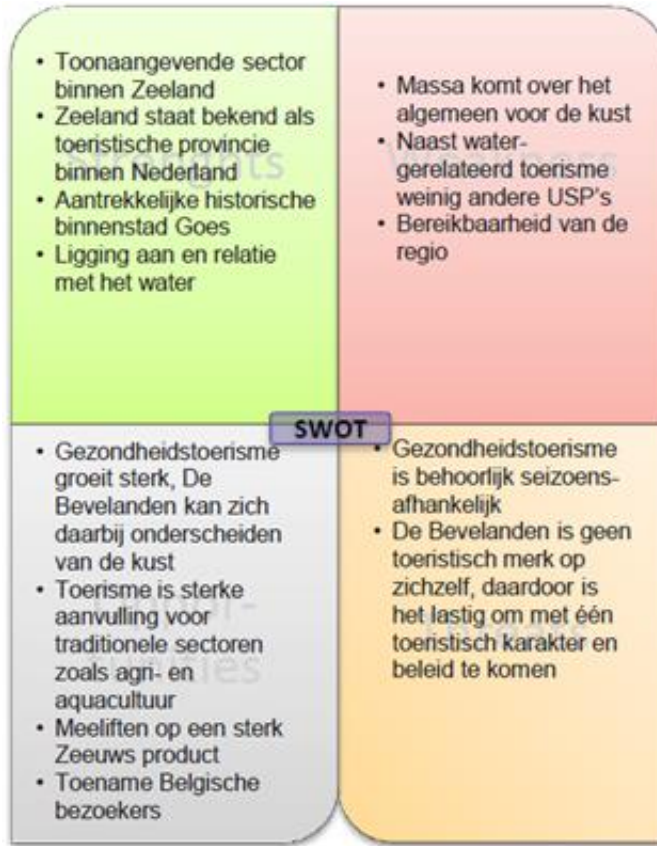 • Toonaangevende sector
binnen Zeeland
• Zeeland staat bekend als
toeristische provincie
binnen Nederland
• Aantrekkelijke historische
binnenstad Goes
• Ligging aan en relatie
met het water
Strenghts
• Massa komt over het
algemeen voor de kust
• Naast water-
gerelateerd toerisme
weinig andere USP's
• Bereikbaarheid van de
regio
SWOT
• Gezondheidstoerisme
groeit sterk, De
Bevelanden kan zich
daarbij onderscheiden
van de kust
• Toerisme is sterke
aanvulling voor
traditionele sectoren
zoals agri- en
aquacultuur
• Meeliften op een sterk
Zeeuws product
• Toename Belgische
bezoekers
• Gezondheidstoerisme
is behoorlijk seizoens-
afhankelijk
• De Bevelanden is geen
toeristisch merk op
zichzelf, daardoor is
het lastig om met één
toeristisch karakter en
beleid te komen